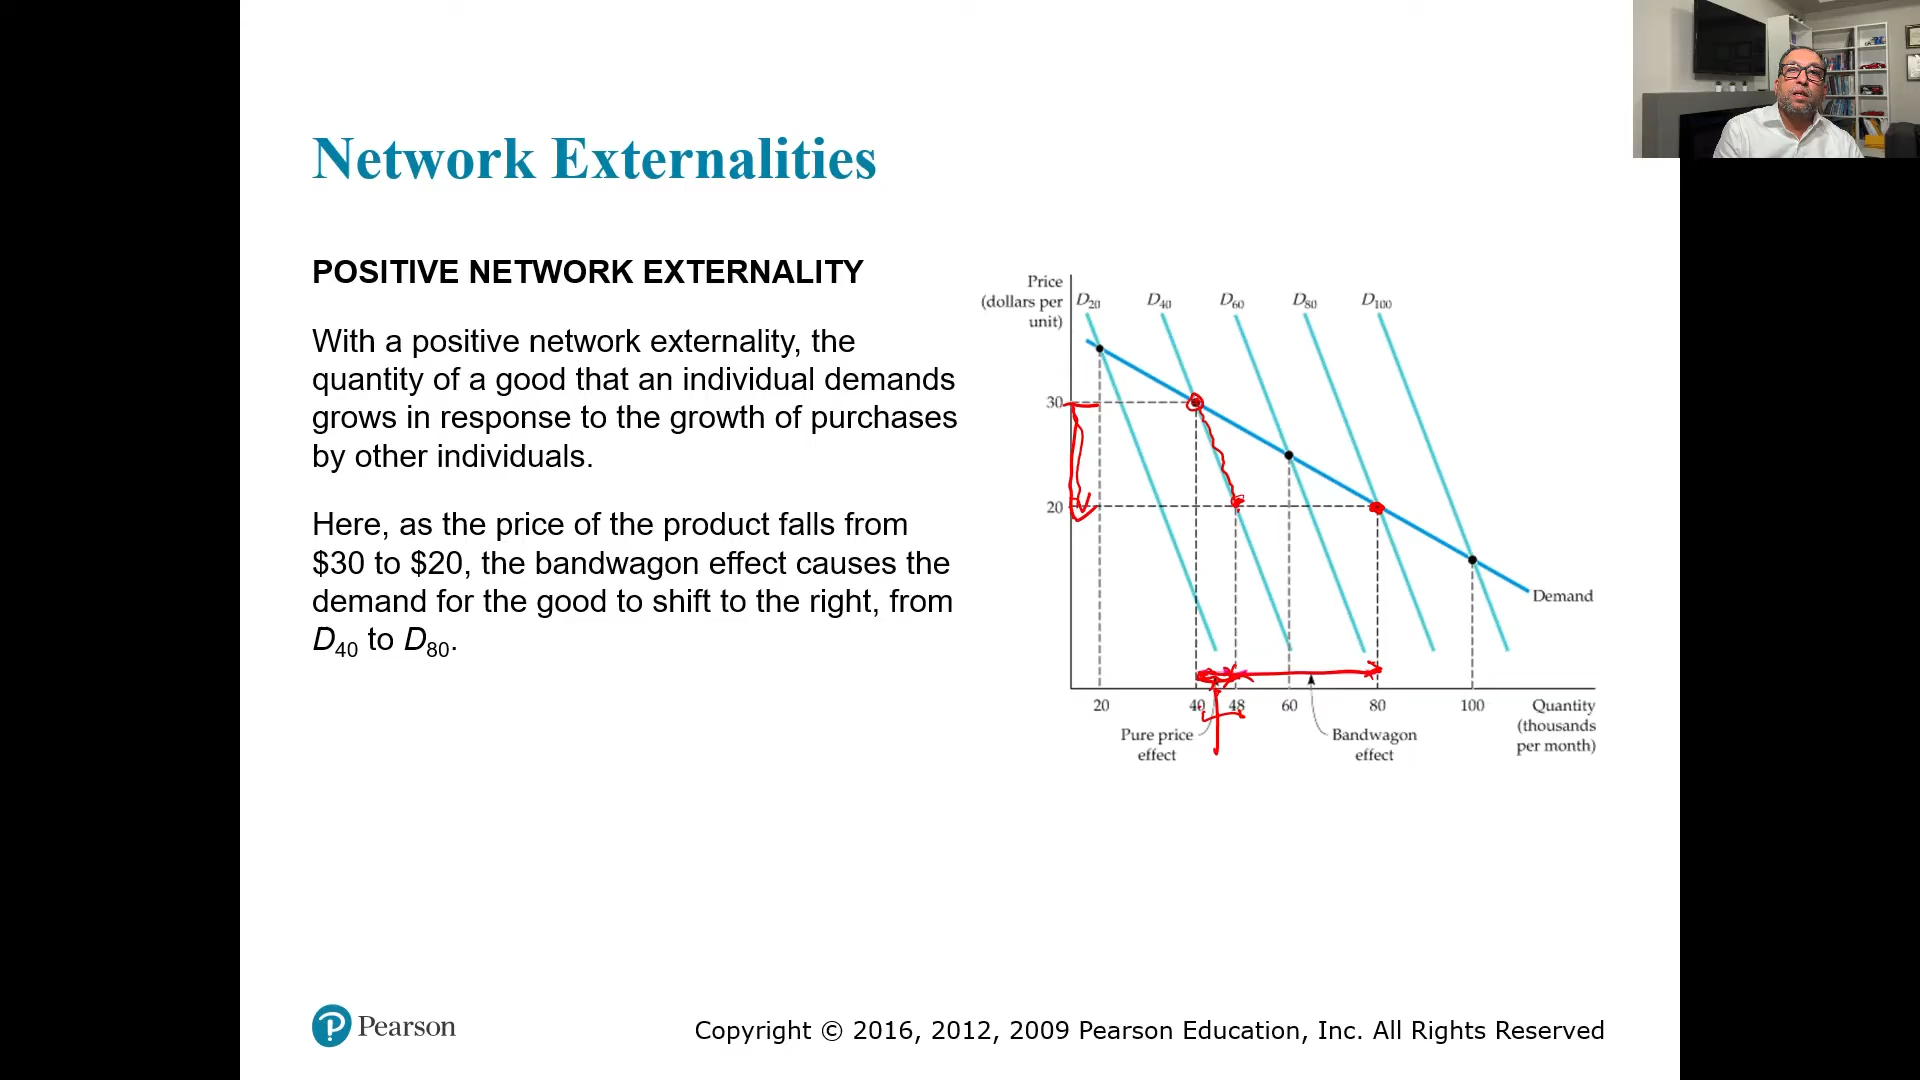 Network Externalities
POSITIVE NETWORK EXTERNALITY
With a positive network externality, the
quantity of a good that an individual demands
grows in response to the growth of purchases
by other individuals.
Here, as the price of the product falls from
$30 to $20, the bandwagon effect causes the
demand for the good to shift to the right, from
D40 to D80.
Price
(dollars per
unit)
D20 D40 D60 D80 D100
30
20
Demand
20 40 48 60 80 100
Quantity
(thousands
per month)
Pure price
effect
Bandwagon
effect
Pearson
Copyright © 2016, 2012, 2009 Pearson Education, Inc. All Rights Reserved